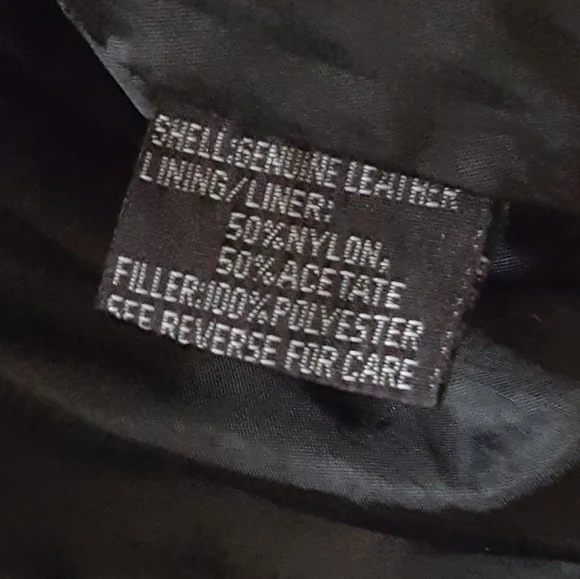 SHELL:GENUINE LEATHER
LINING/LINER:
50%NYLON,
50%ACETATE
FILLER:100%POLYESTER
SEE REVERSE FOR CARE